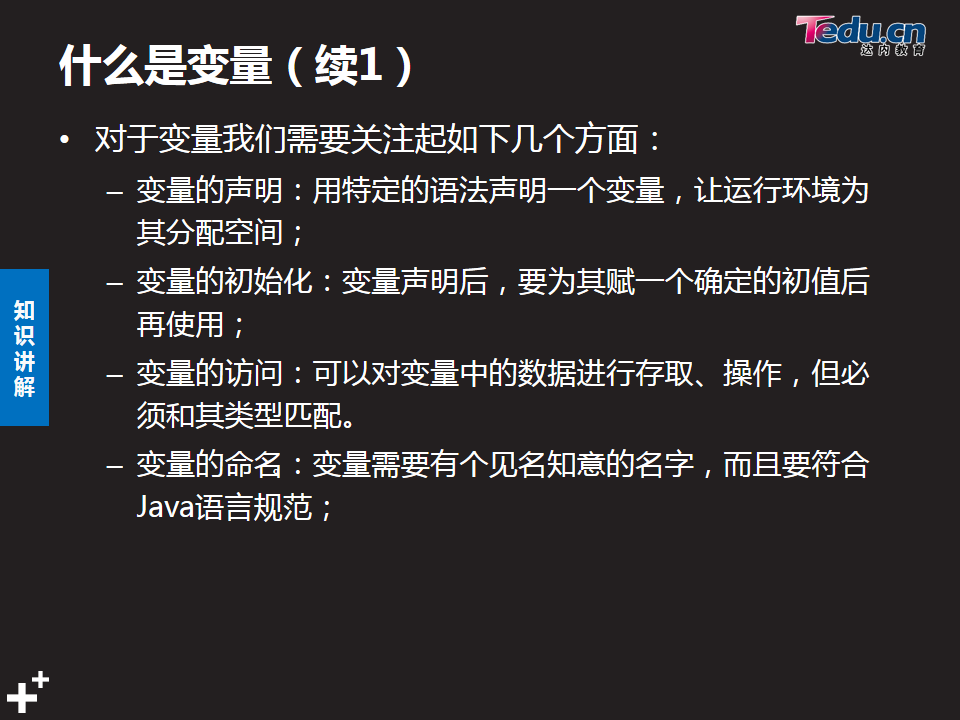 Tedu.cn
达内教育
什么是变量（续1）
• 对于变量我们需要关注起如下几个方面：
– 变量的声明：用特定的语法声明一个变量，让运行环境为
其分配空间；
– 变量的初始化：变量声明后，要为其赋一个确定的初值后
再使用；
– 变量的访问：可以对变量中的数据进行存取、操作，但必
须和其类型匹配。
– 变量的命名：变量需要有个见名知意的名字，而且要符合
Java语言规范；
知识讲解